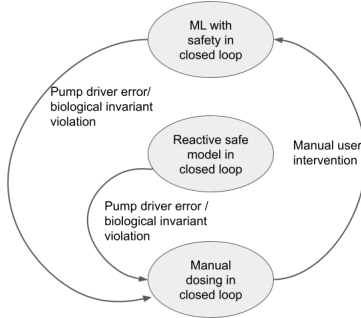 ML with
safety in
closed loop
Pump driver error/
biological invariant
violation
Reactive safe
model in
closed loop
Manual user
intervention
Pump driver error /
biological invariant
violation
Manual
dosing in
closed loop